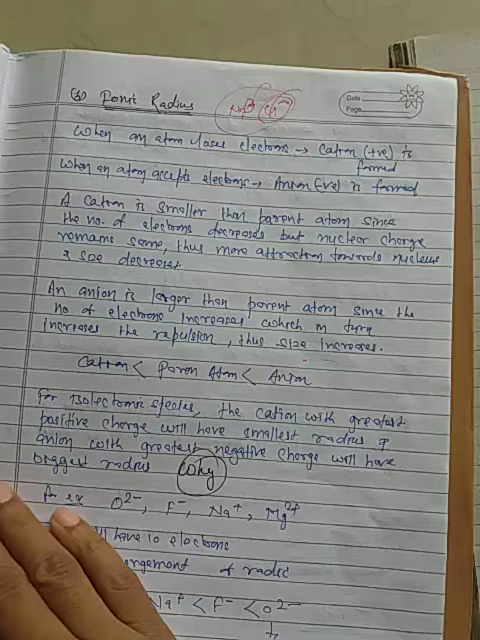 Ionic Radius
Na⁺ Cl⁻
Date
Page
When an atom loses electrons → Cation (+ve) is
formed
When an atom accepts electrons → Anion (-ve) is formed
A Cation is smaller than parent atom since
the no. of electrons decreases but nuclear charge
remains same, thus more attraction towards nucleus
& size decreases
An anion is larger than parent atom since the
no of electrons increases which in turn
increases the repulsion, thus size increases.
Cation < Parent Atom < Anion
For isolectronic species, the cation with greatest
positive charge will have smallest radius &
anion with greatest negative charge will have
biggest radius Why
for ex O²⁻, F⁻, Na⁺, Mg²⁺
have 10 electrons
of radii
Na⁺ < F⁻ < O²⁻